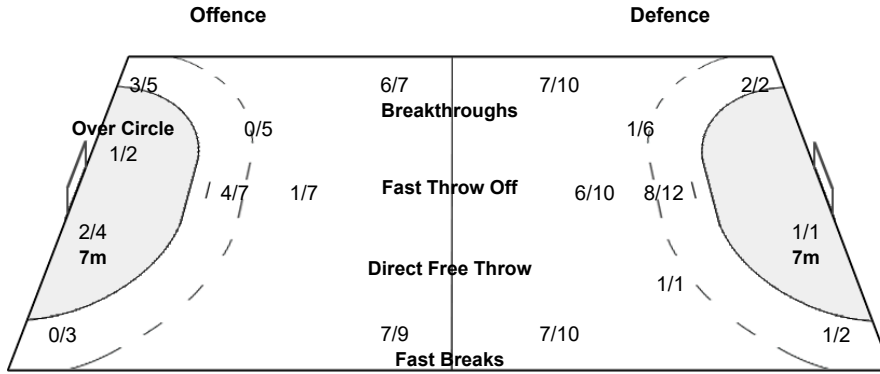 Offence Defence
3/5 6/7 7/10 2/2
Breakthroughs
Over Circle 0/5 1/6
1/2
4/7 1/7 Fast Throw Off 6/10 8/12
2/4 1/1
7m 7m
Direct Free Throw
1/1
0/3 7/9 7/10 1/2
Fast Breaks